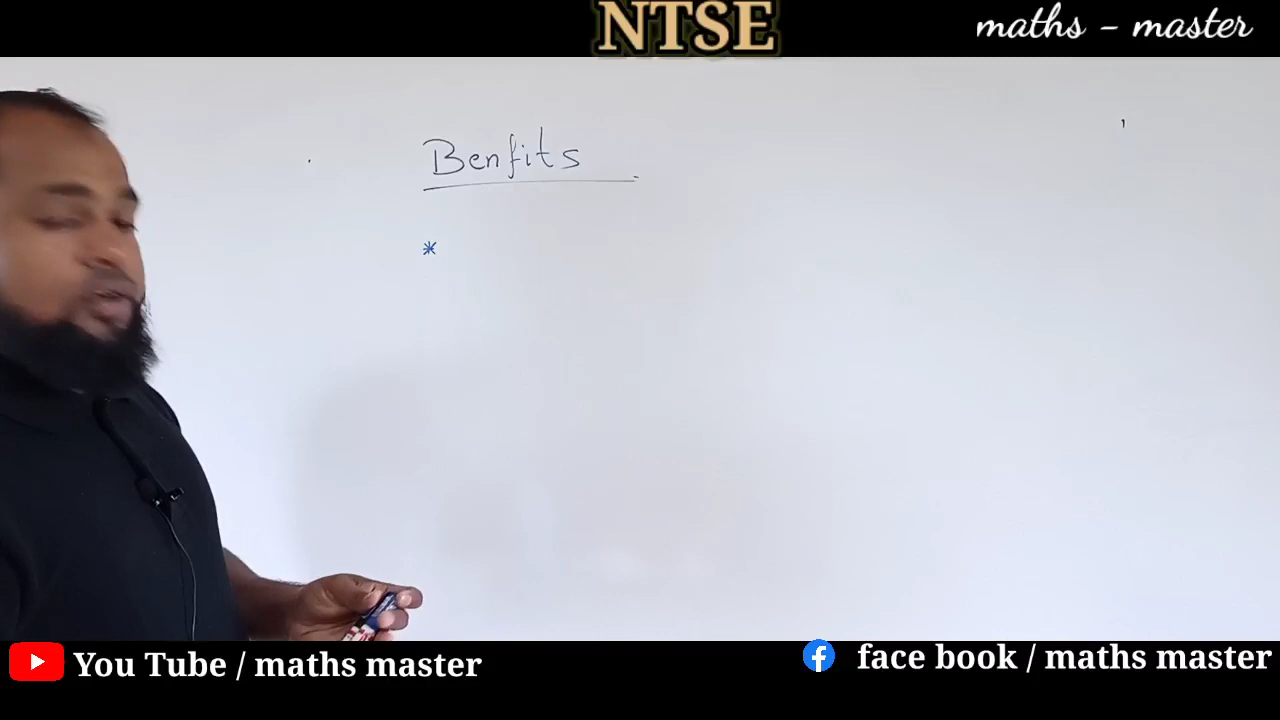 NTSE
maths - master
Benfits
*
You Tube / maths master
face book / maths master